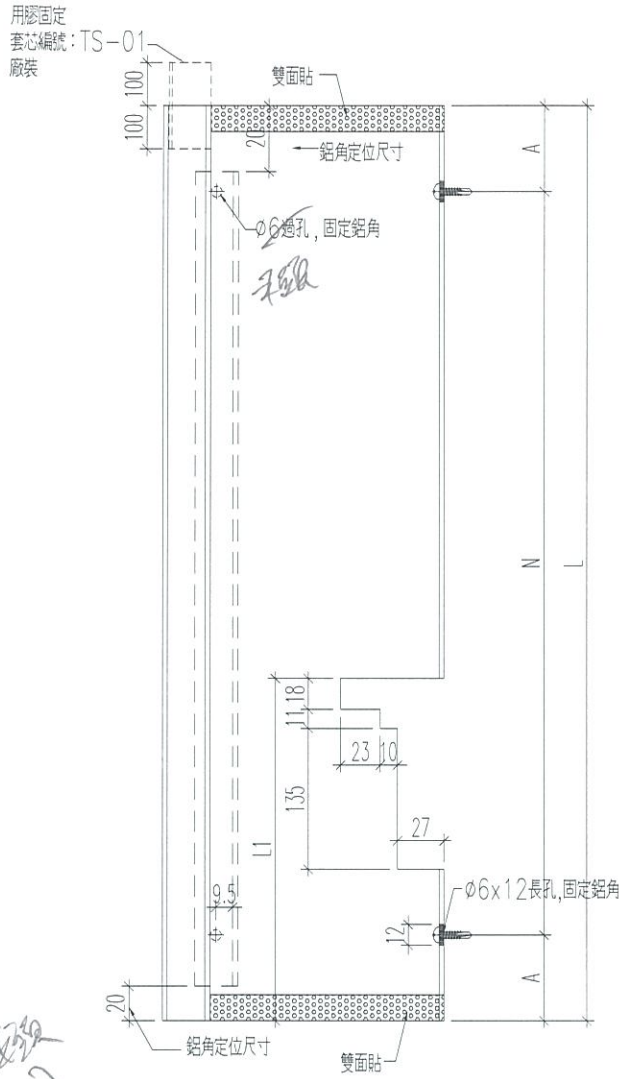 用膠固定
套芯編號：TS-01
廠裝
100
100
雙面貼
20
鋁角定位尺寸
A
Ø6過孔，固定鋁角
N
L
18
11
23
10
135
27
L1
9.5
Ø6x12長孔,固定鋁角
12
A
20
鋁角定位尺寸
雙面貼